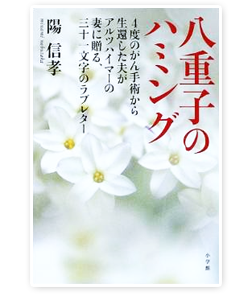 八重子の
ハミング
4度のがん手術から
生還した夫が
アルツハイマーの
妻に贈る、
三十一文字のラブレター
陽 信孝
小学館